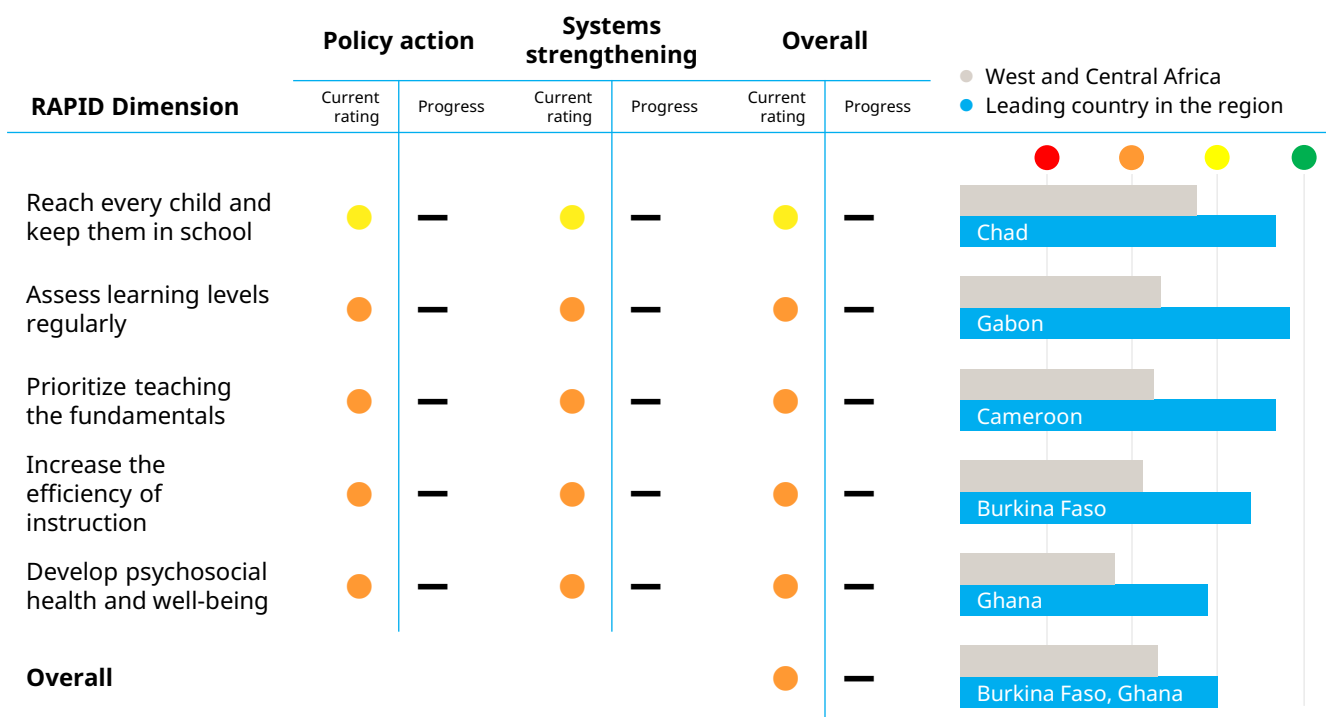 Policy action
Systems
strengthening
Overall
West and Central Africa
Leading country in the region
RAPID Dimension
Current
rating
Progress
Current
rating
Progress
Current
rating
Progress
Reach every child and
keep them in school
Chad
Assess learning levels
regularly
Gabon
Prioritize teaching
the fundamentals
Cameroon
Increase the
efficiency of
instruction
Burkina Faso
Develop psychosocial
health and well-being
Ghana
Overall
Burkina Faso, Ghana